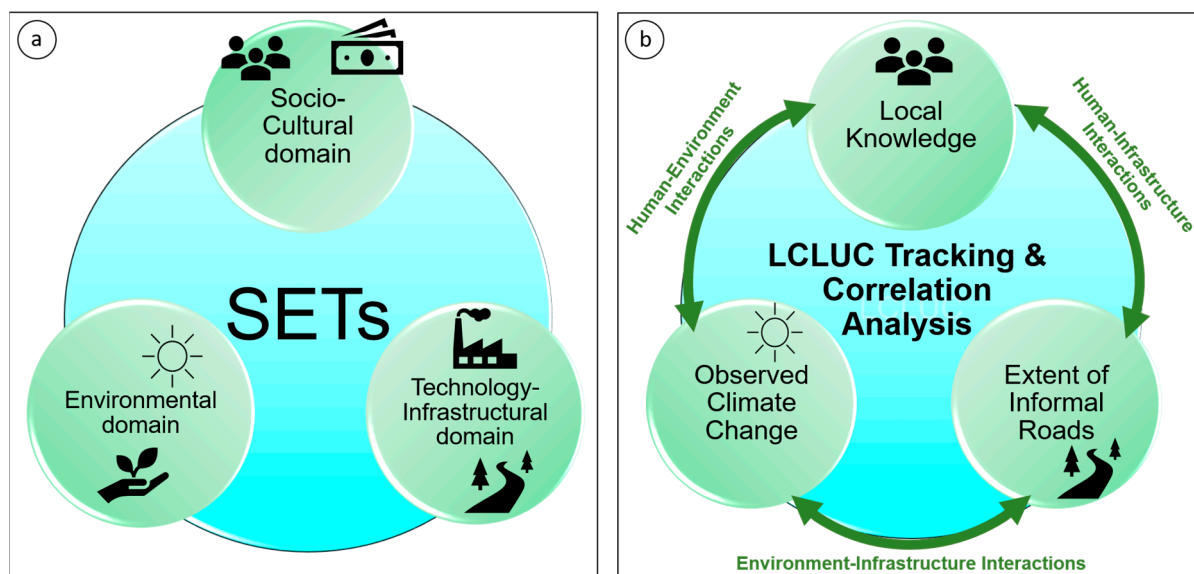 a
Socio-
Cultural
domain
SETs
Environmental
domain
Technology-
Infrastructural
domain
b
Local
Knowledge
Human-Environment
Interactions
Human-Infrastructure
Interactions
LCLUC Tracking &
Correlation
Analysis
Observed
Climate
Change
Extent of
Informal
Roads
Environment-Infrastructure Interactions